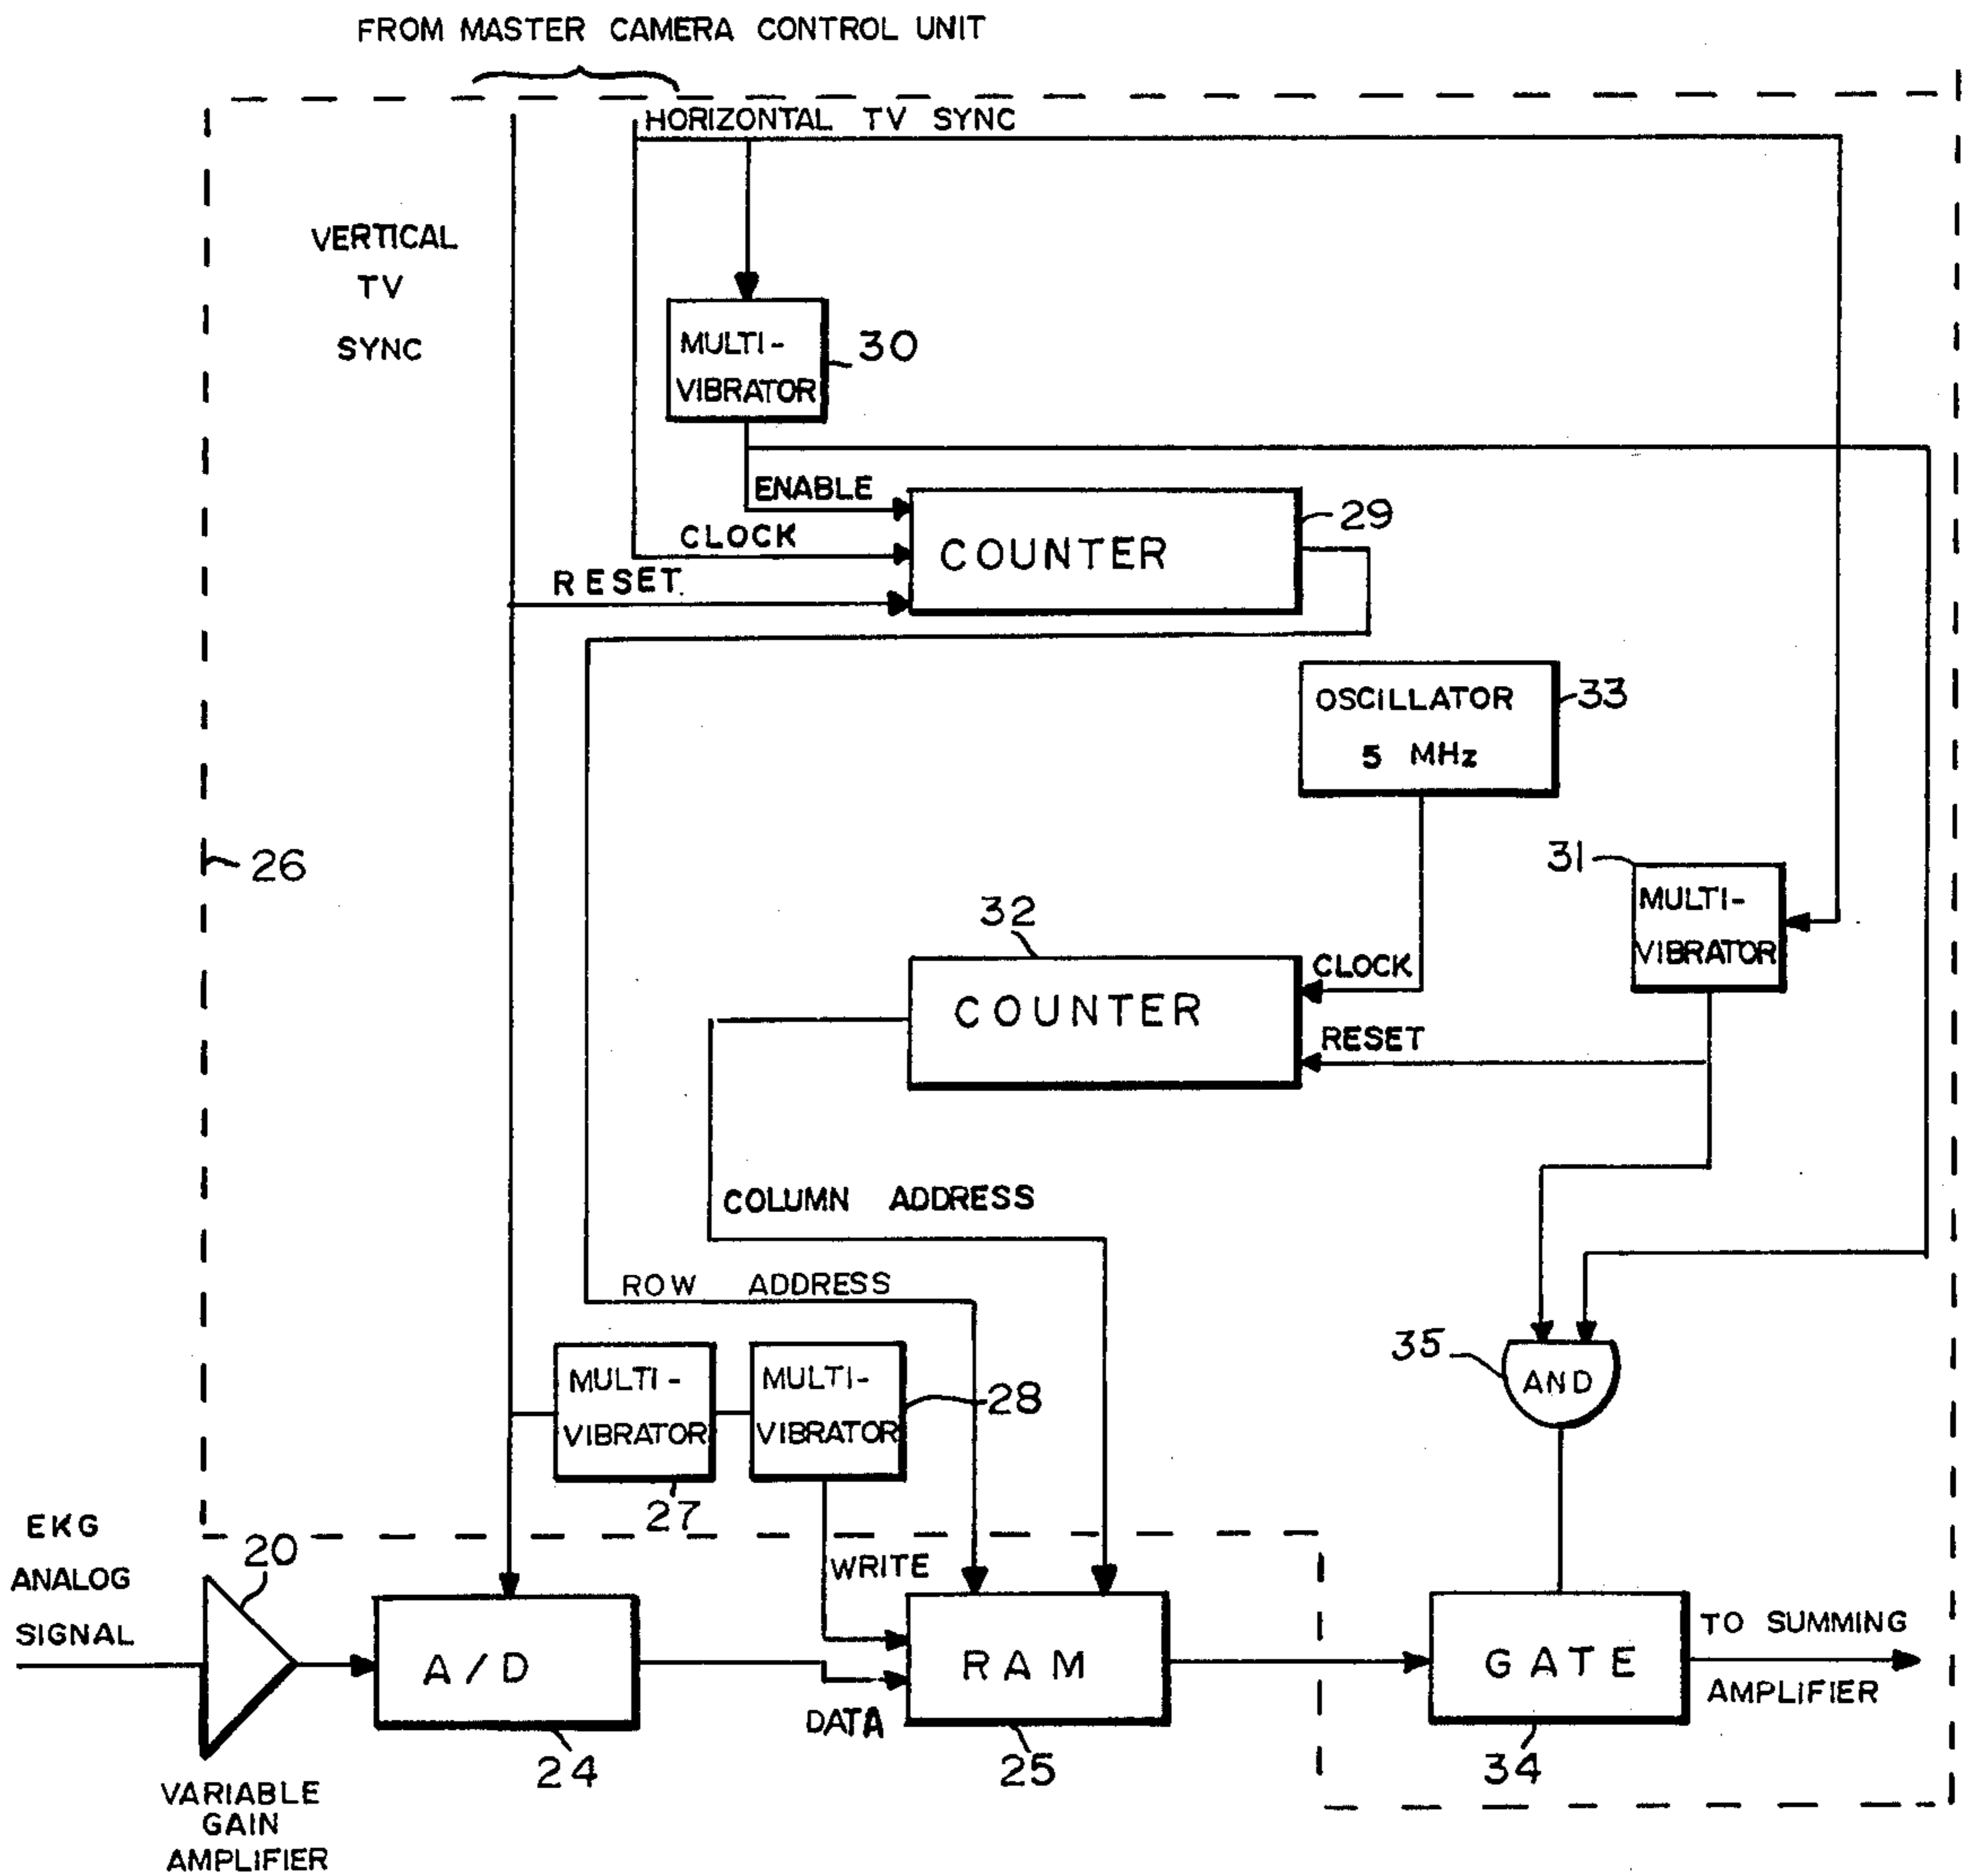 FROM MASTER CAMERA CONTROL UNIT
HORIZONTAL TV SYNC
VERTICAL
TV
SYNC
MULTI-
VIBRATOR
30
ENABLE
CLOCK
RESET
COUNTER
29
OSCILLATOR
5 MHz
33
26
31
MULTI-
VIBRATOR
32
COUNTER
CLOCK
RESET
COLUMN ADDRESS
ROW ADDRESS
35
AND
MULTI-
VIBRATOR
27
MULTI-
VIBRATOR
28
EKG
ANALOG
SIGNAL
20
WRITE
A/D
24
DATA
RAM
25
GATE
34
TO SUMMING
AMPLIFIER
VARIABLE
GAIN
AMPLIFIER